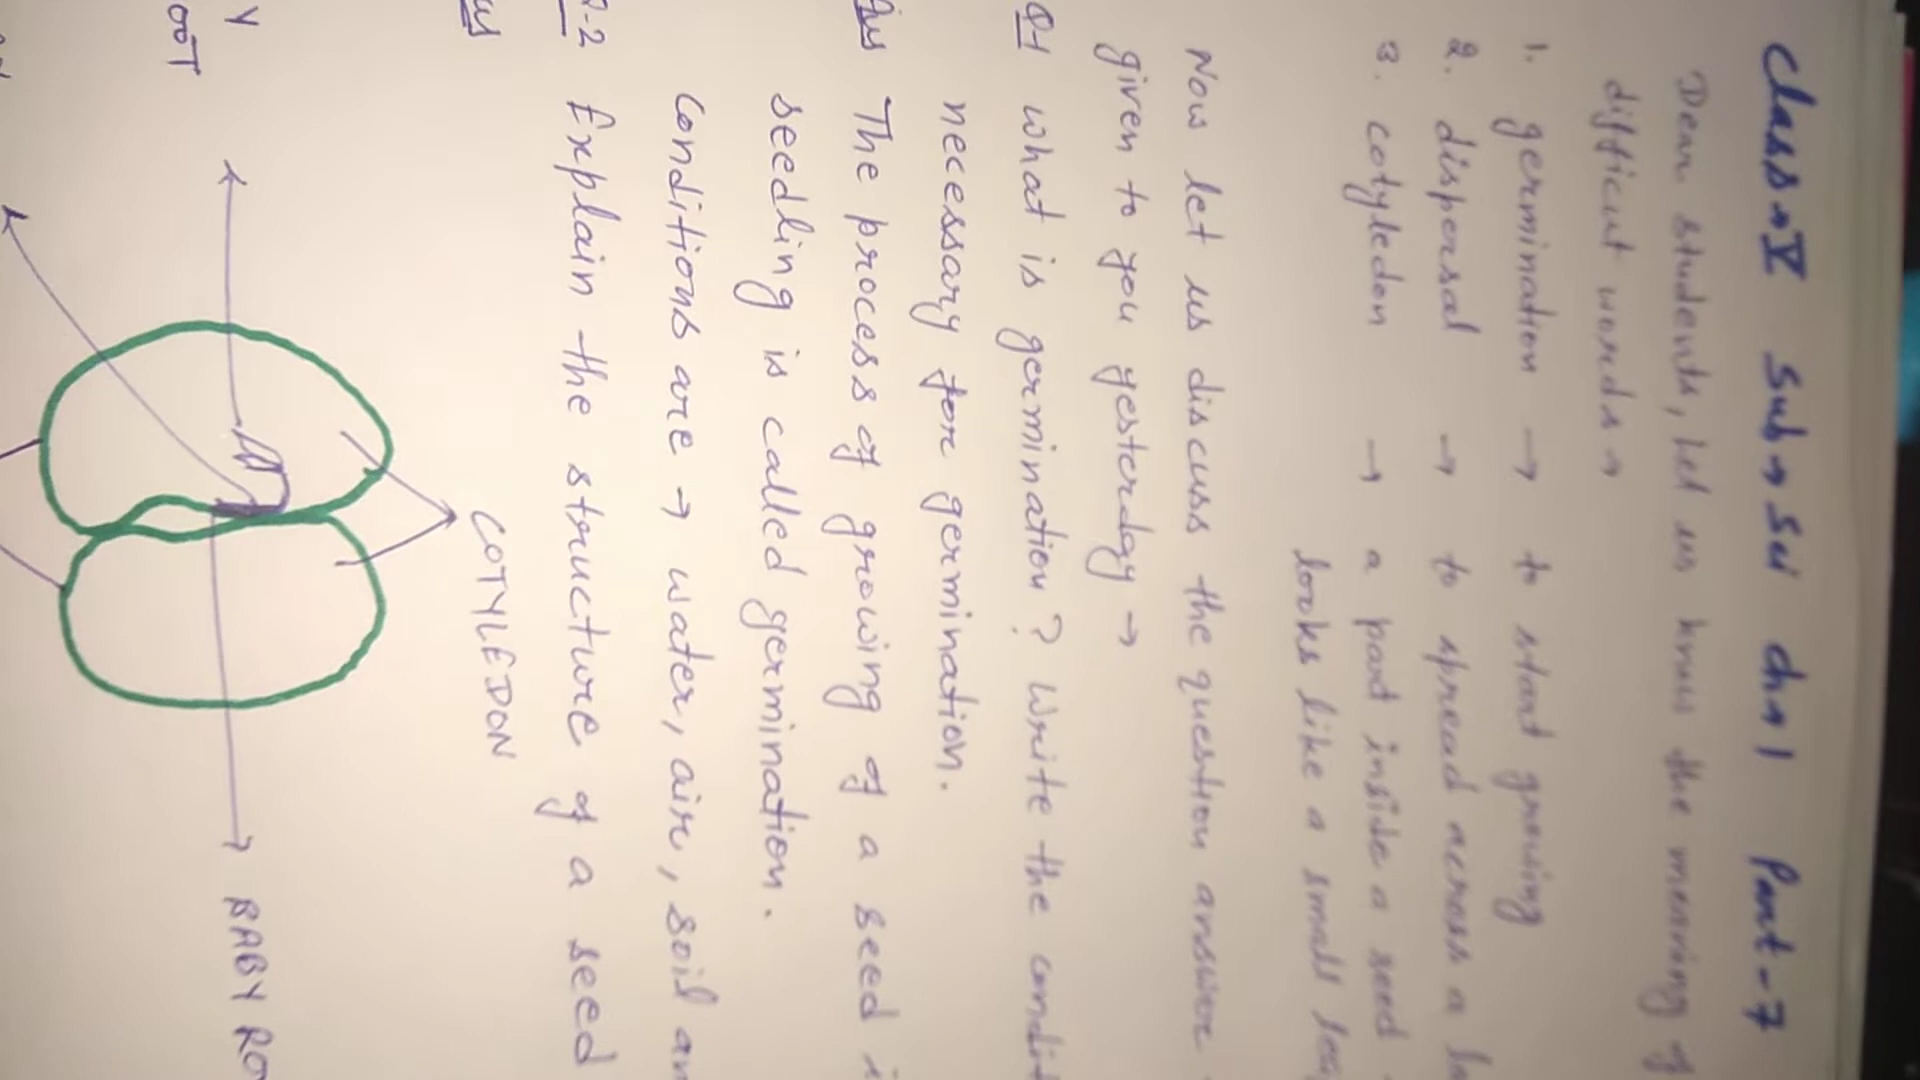 Class → V Sub → Sci ch → 1 Part - 7
Dear students, let us know the meaning of
difficult words →
1. germination → to start growing
2. dispersal → to spread across a
3. cotyledon → a part inside a seed
looks like a small
Now let us discuss the question answer
given to you yesterday →
Q1 what is germination? write the
necessary for germination.
Ans The process of growing of a seed
seedling is called germination.
Conditions are → water, air, soil
-2 Explain the structure of a seed
COTYLEDON
BABY